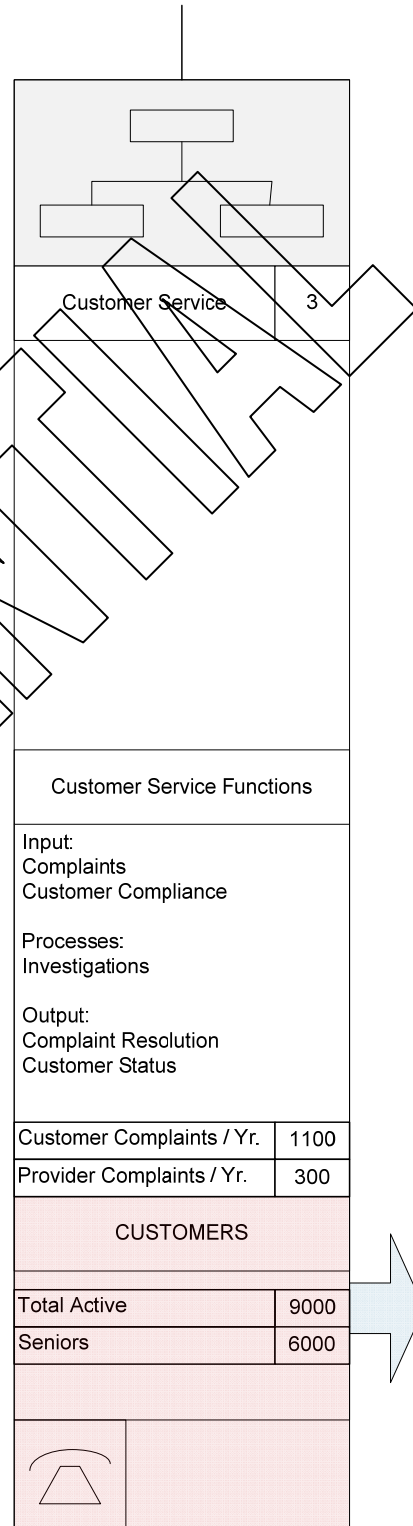 Customer Service 3
NTIAL
Customer Service Functions
Input:
Complaints
Customer Compliance
Processes:
Investigations
Output:
Complaint Resolution
Customer Status
Customer Complaints / Yr. 1100
Provider Complaints / Yr. 300
CUSTOMERS
Total Active 9000
Seniors 6000